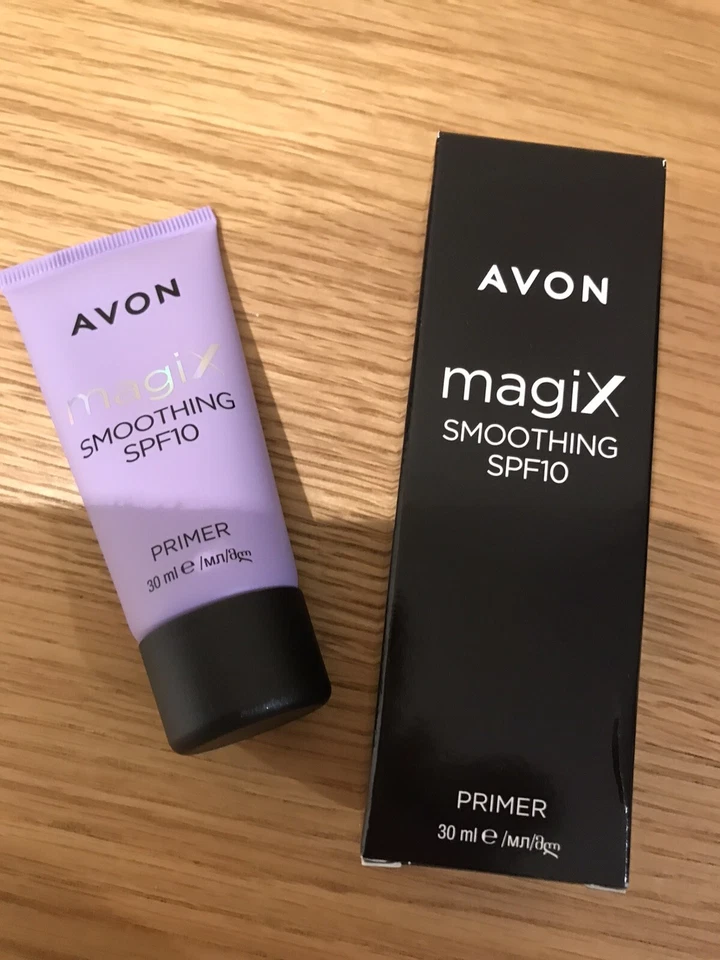 AVON
magiX
SMOOTHING
SPF10
PRIMER
30 ml ℮ /мл/მლ
AVON
magiX
SMOOTHING
SPF10
PRIMER
30 ml ℮ /мл/მლ